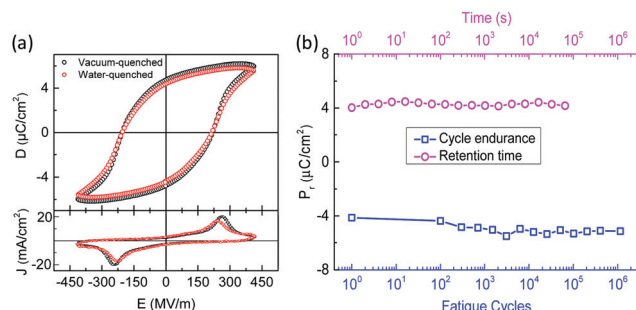 (a)
Vacuum-quenched
Water-quenched
D (μC/cm²)
6
0
-6
J (mA/cm²)
20
0
-20
-450 -300 -150 0 150 300 450
E (MV/m)
(b)
Time (s)
10⁰ 10¹ 10² 10³ 10⁴ 10⁵ 10⁶
Pᵣ (μC/cm²)
8
4
0
-4
-8
Cycle endurance
Retention time
10⁰ 10¹ 10² 10³ 10⁴ 10⁵ 10⁶
Fatigue Cycles